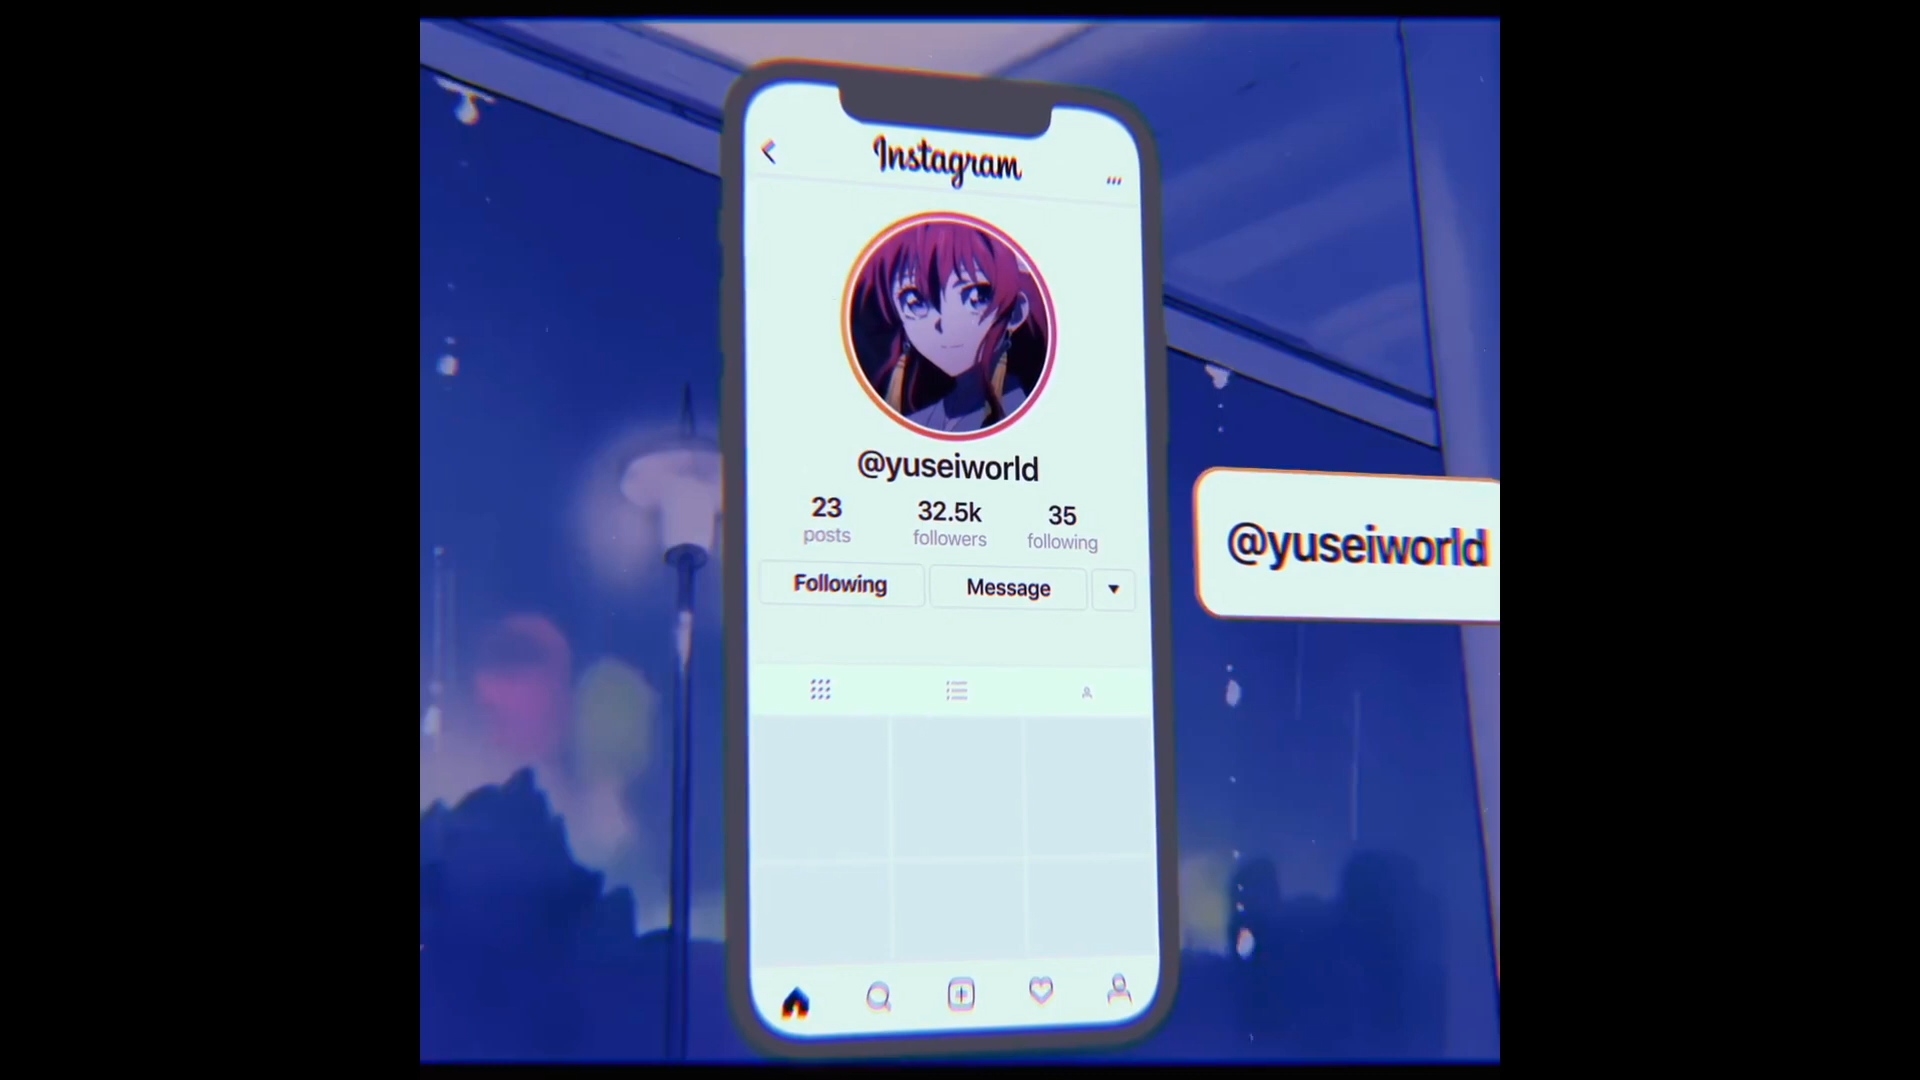 Instagram
@yuseiworld
23 32.5k 35
posts followers following
Following Message
@yuseiworld